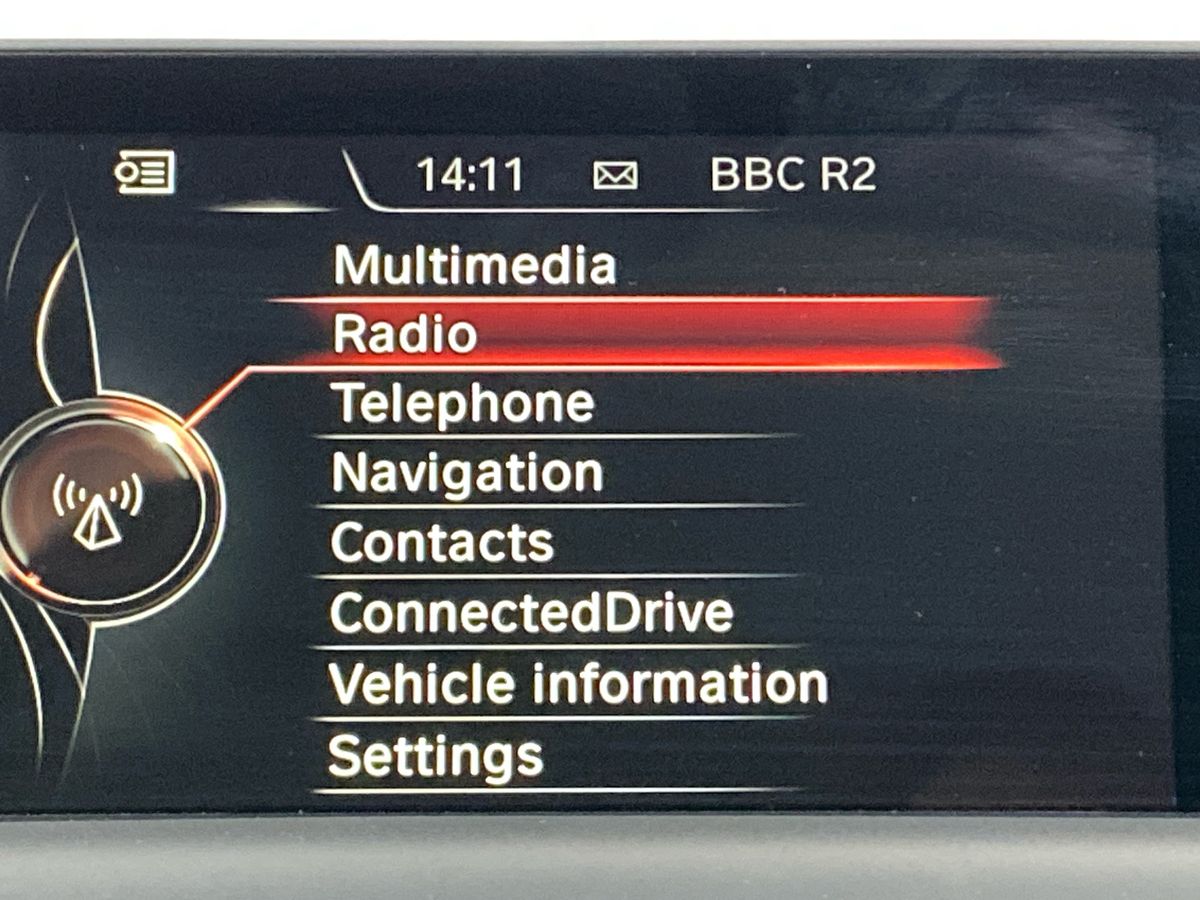 14:11 BBC R2
Multimedia
Radio
Telephone
Navigation
Contacts
ConnectedDrive
Vehicle information
Settings